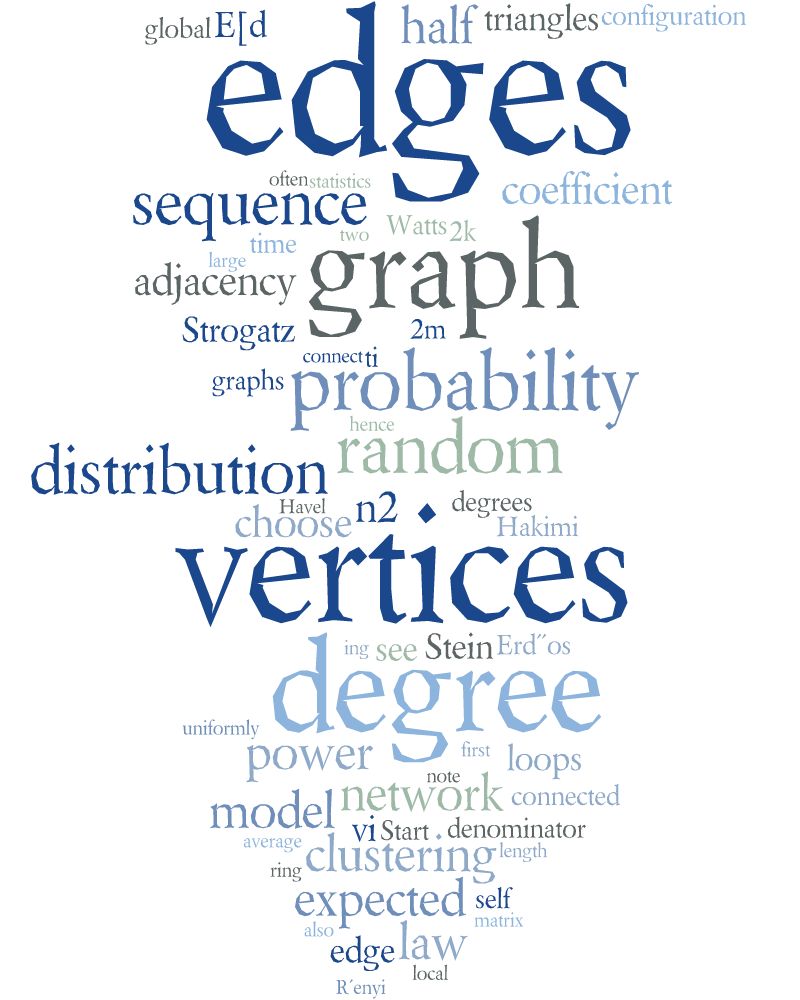 global E[d half triangles configuration
edges
often statistics
sequence coefficient
time two Watts 2k
large
adjacency graph
Strogatz 2m
connect ti
graphs probability
hence
distribution random
Havel n2 . degrees
choose Hakimi
vertices
ing see Stein Erd˝os
degree
uniformly
power first loops
note
model network connected
vi Start . denominator
average clustering length
ring
expected self
also matrix
edge law
local
R´enyi